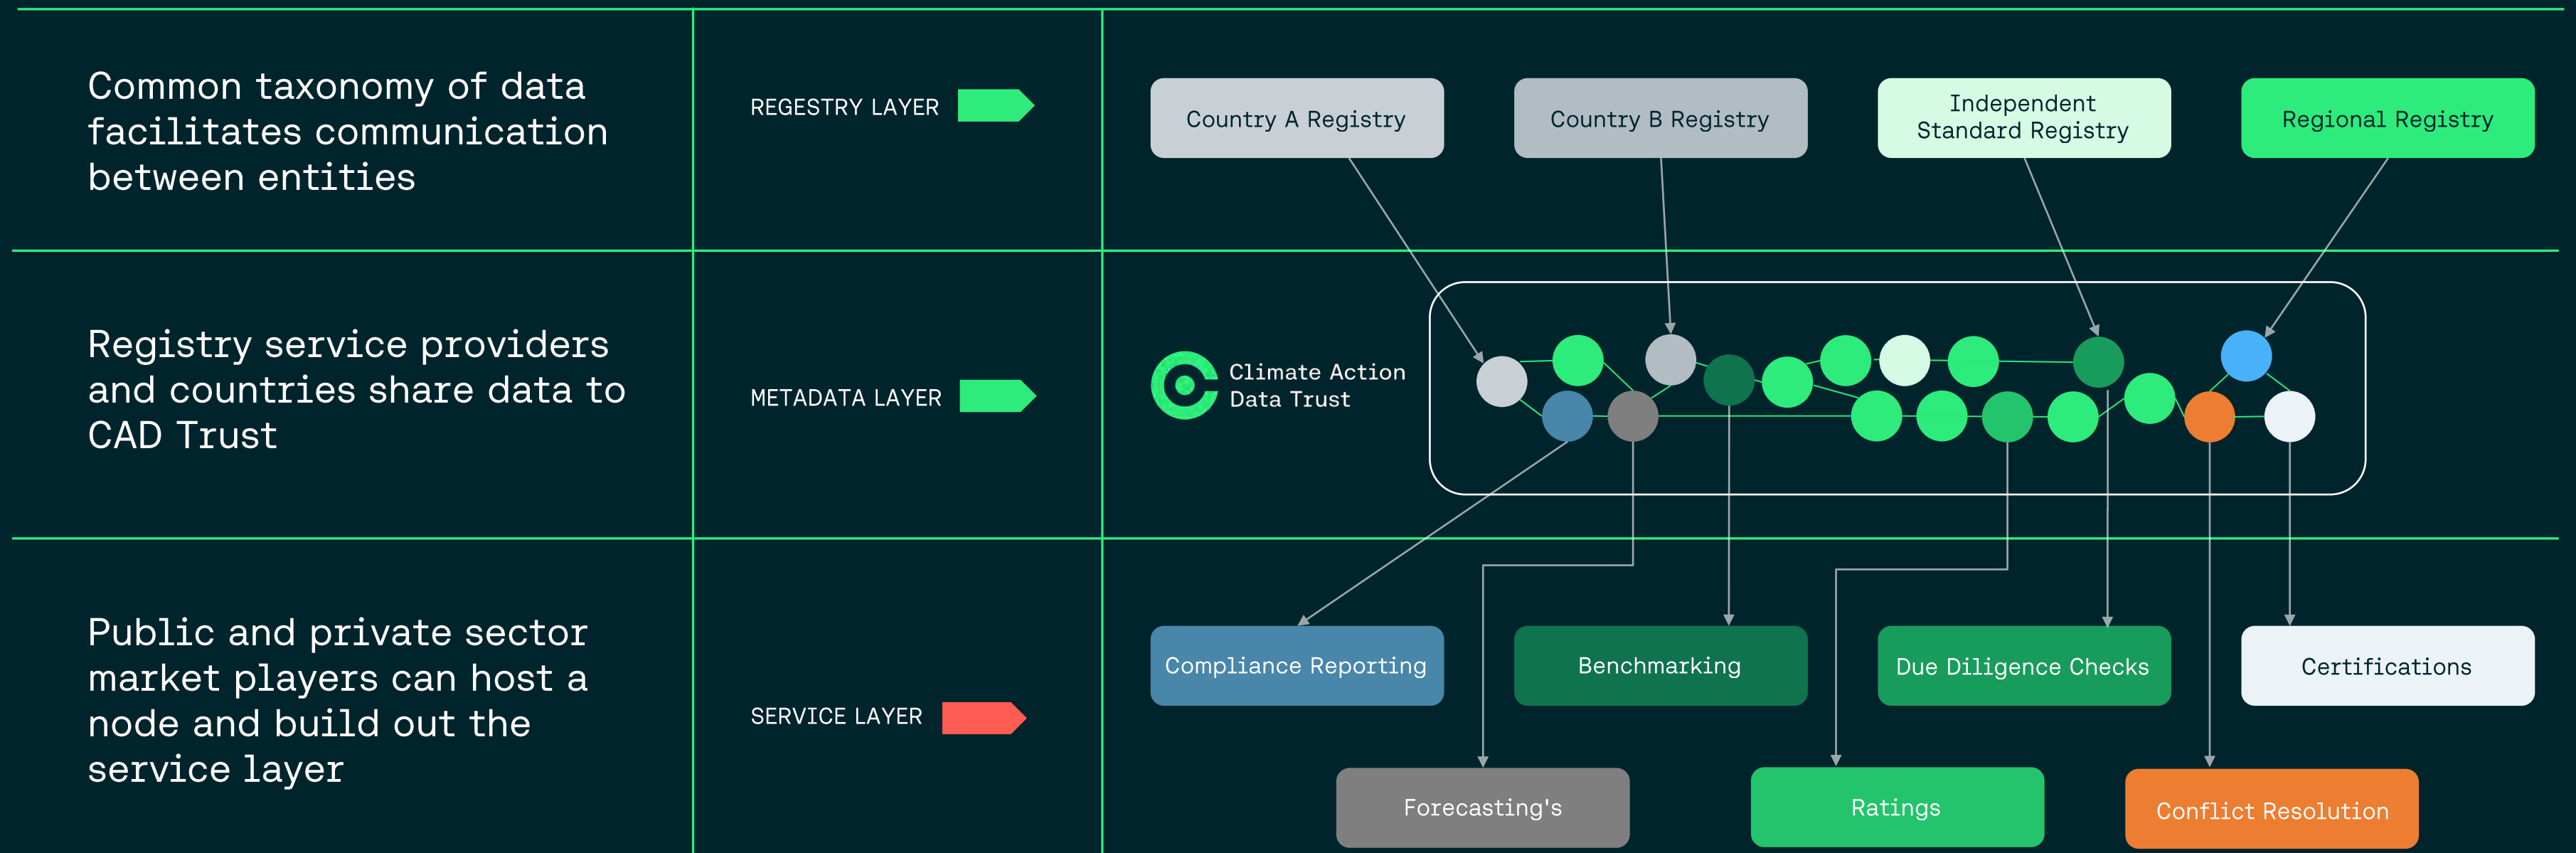 Common taxonomy of data
facilitates communication
between entities
REGESTRY LAYER
Country A Registry
Country B Registry
Independent
Standard Registry
Regional Registry
Registry service providers
and countries share data to
CAD Trust
METADATA LAYER
Climate Action
Data Trust
Public and private sector
market players can host a
node and build out the
service layer
SERVICE LAYER
Compliance Reporting
Benchmarking
Due Diligence Checks
Certifications
Forecasting's
Ratings
Conflict Resolution